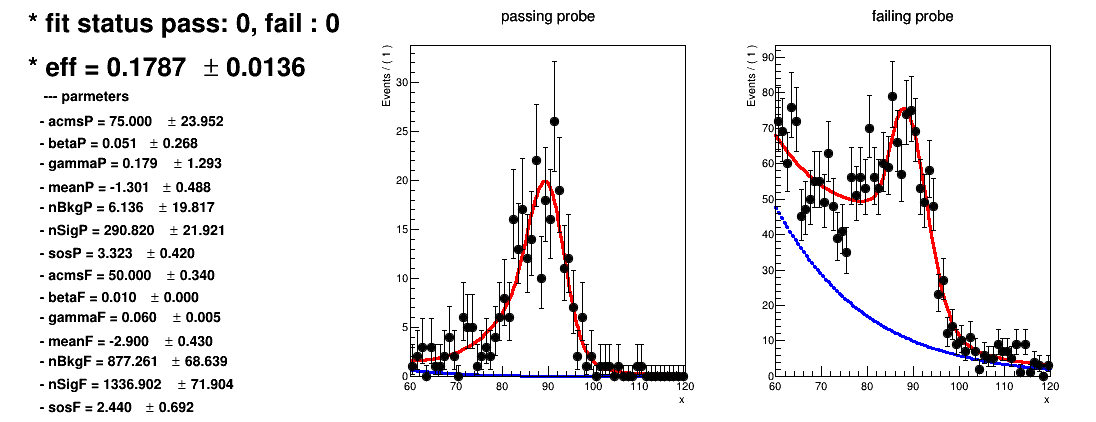 * fit status pass: 0, fail : 0
* eff = 0.1787 ± 0.0136
--- parmeters
- acmsP = 75.000 ± 23.952
- betaP = 0.051 ± 0.268
- gammaP = 0.179 ± 1.293
- meanP = -1.301 ± 0.488
- nBkgP = 6.136 ± 19.817
- nSigP = 290.820 ± 21.921
- sosP = 3.323 ± 0.420
- acmsF = 50.000 ± 0.340
- betaF = 0.010 ± 0.000
- gammaF = 0.060 ± 0.005
- meanF = -2.900 ± 0.430
- nBkgF = 877.261 ± 68.639
- nSigF = 1336.902 ± 71.904
- sosF = 2.440 ± 0.692
passing probe
Events / ( 1 )
30
25
20
15
10
5
0
60 70 80 90 100 110 120
x
failing probe
Events / ( 1 )
90
80
70
60
50
40
30
20
10
0
60 70 80 90 100 110 120
x